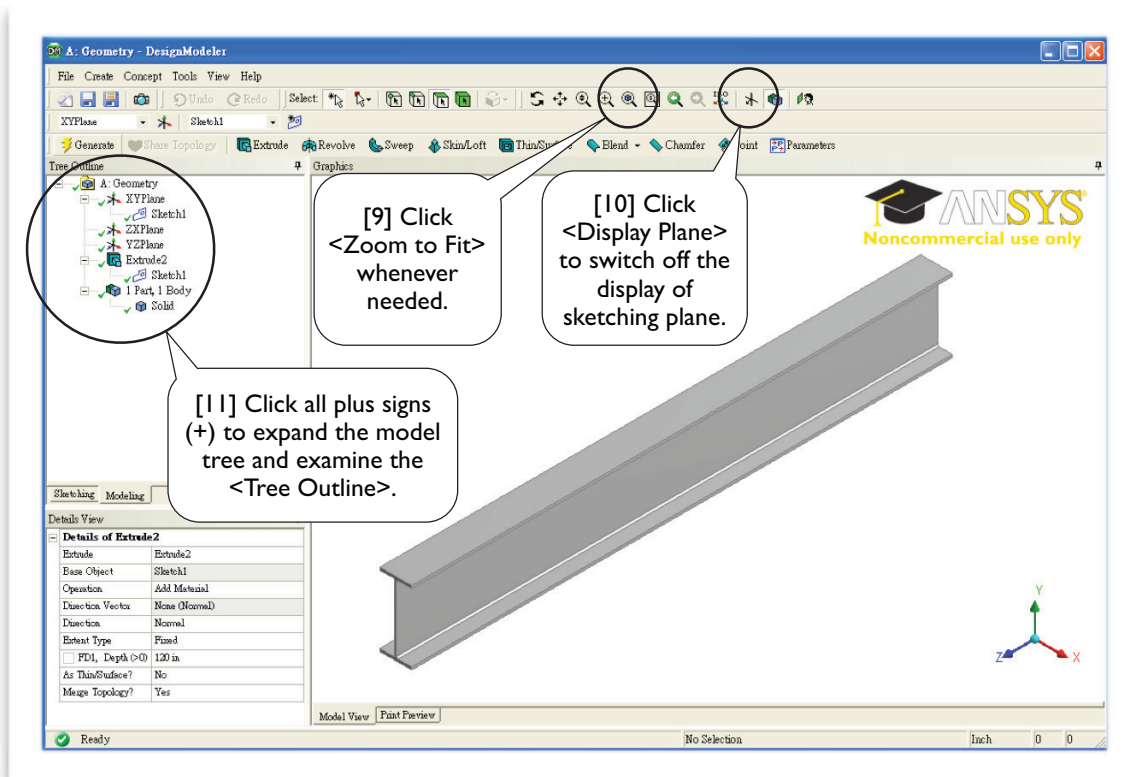 A: Geometry - DesignModeler
File Create Concept Tools View Help
Undo Redo Select:
XYPlane Sketch1
Generate Share Topology Extrude Revolve Sweep Skin/Loft Thin/Surface Blend Chamfer Point Parameters
Tree Outline Graphics
A: Geometry
XYPlane
Sketch1
ZXPlane
YZPlane
Extrude2
Sketch1
1 Part, 1 Body
Solid
[9] Click
<Zoom to Fit>
whenever
needed.
[10] Click
<Display Plane>
to switch off the
display of
sketching plane.
ANSYS
Noncommercial use only
[11] Click all plus signs
(+) to expand the model
tree and examine the
<Tree Outline>.
Sketching Modeling
Details View
Details of Extrude2
Extrude Extrude2
Base Object Sketch1
Operation Add Material
Direction Vector None (Normal)
Direction Normal
Extent Type Fixed
FD1, Depth (>0) 120 in
As Thin/Surface? No
Merge Topology? Yes
Y
Z X
Model View Print Preview
Ready No Selection Inch 0 0